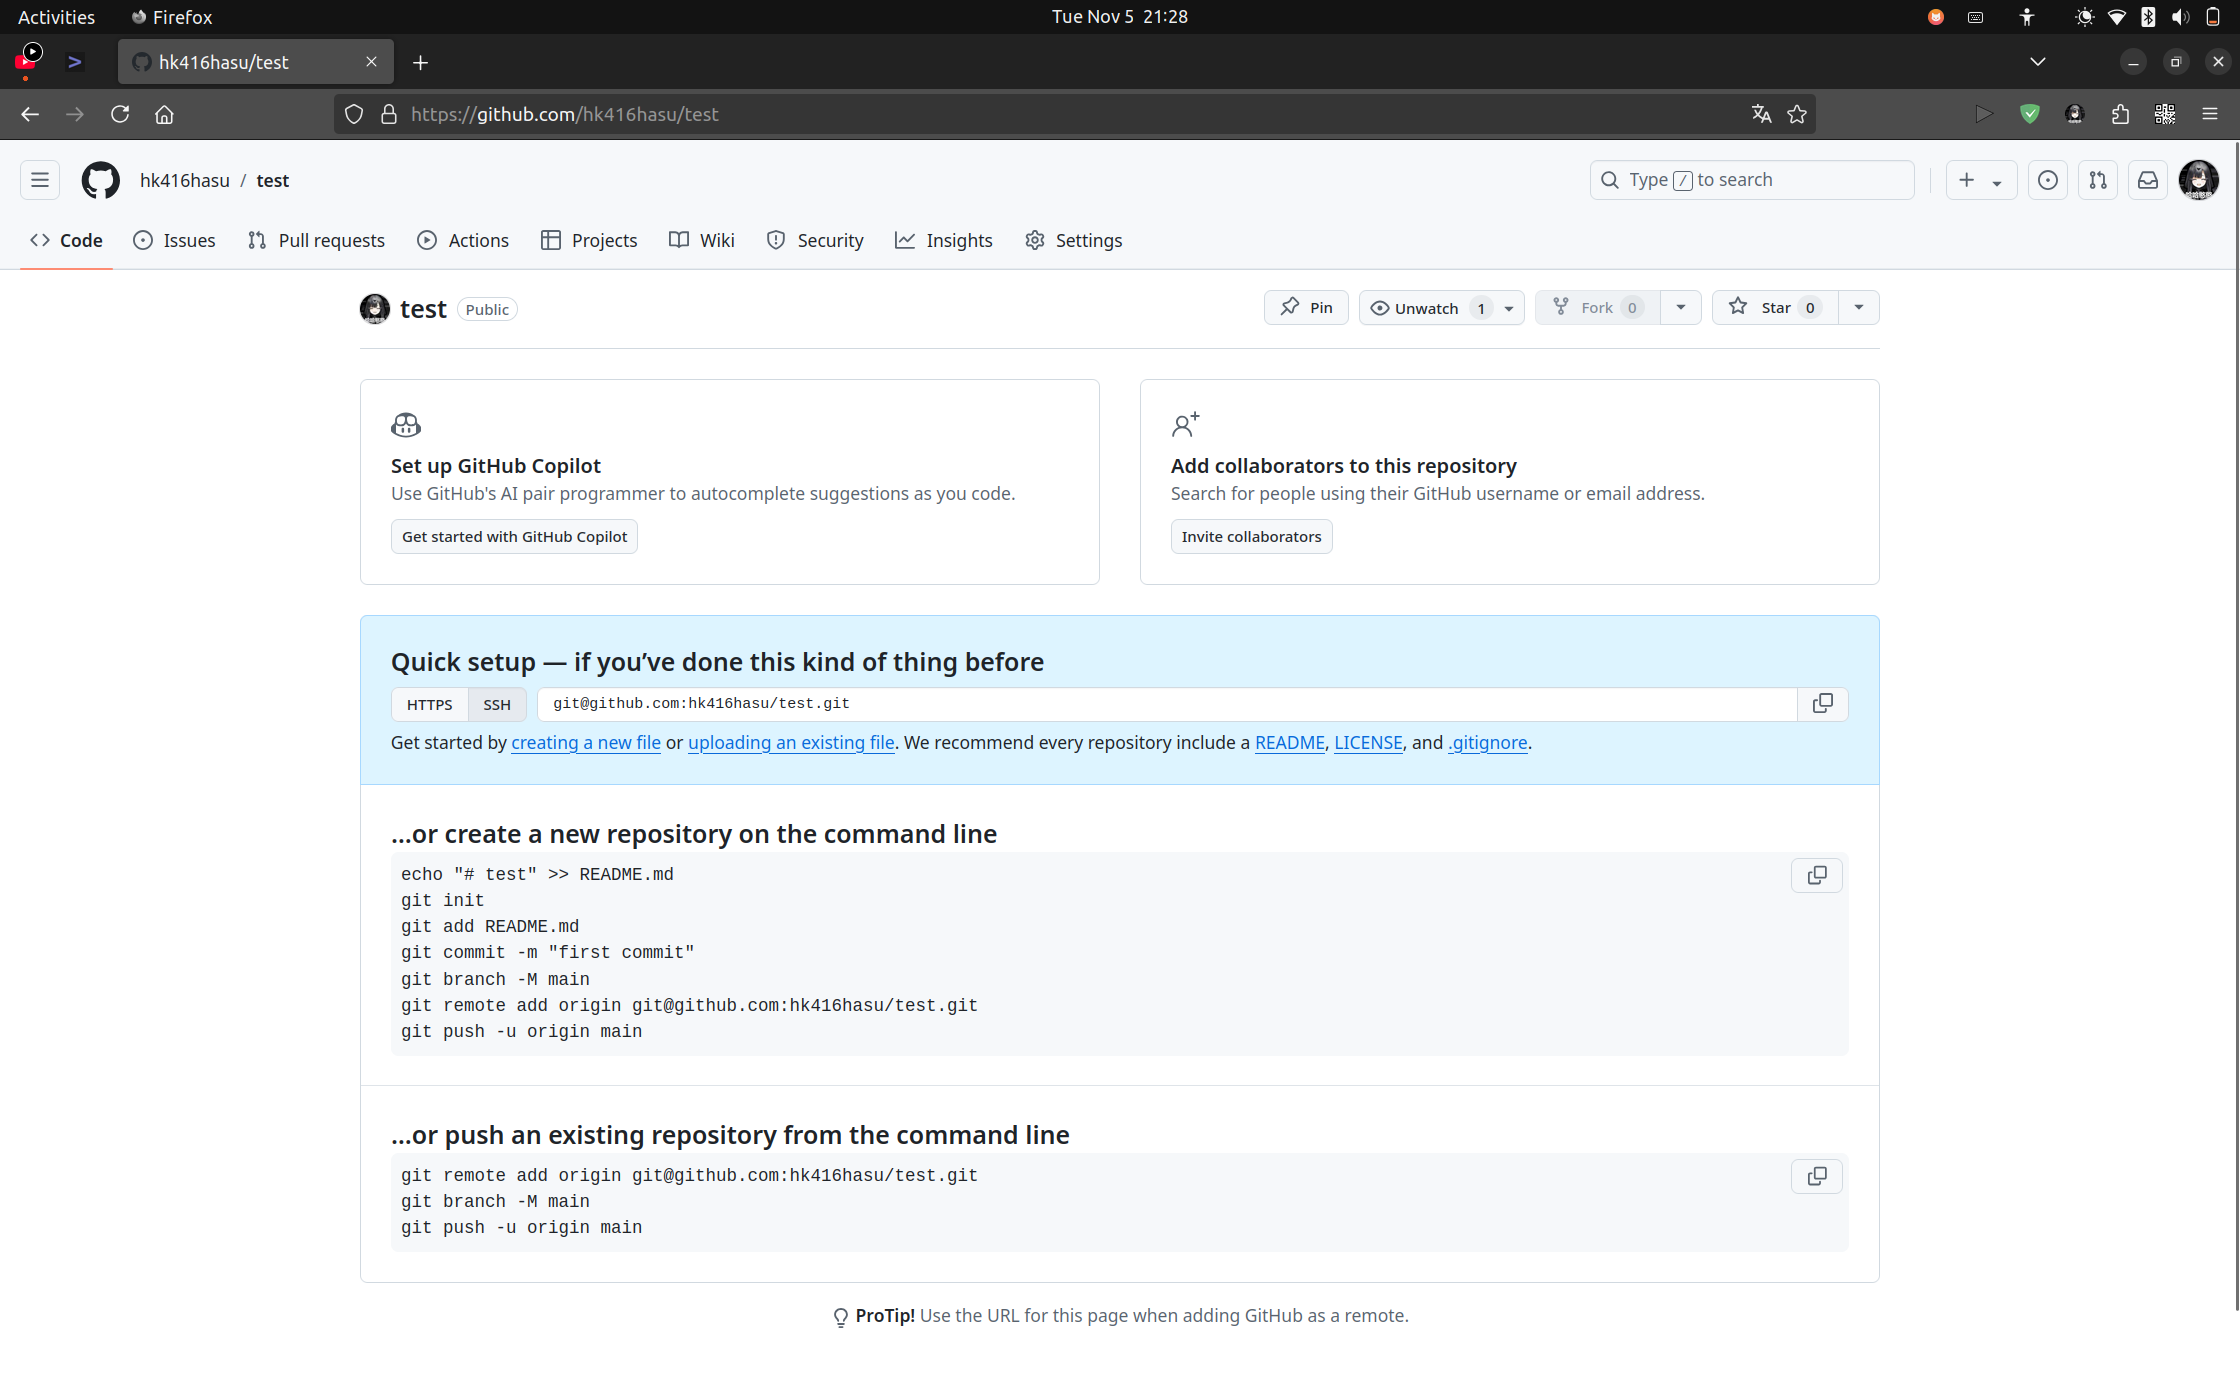 Activities Firefox Tue Nov 5 21:28
hk416hasu/test
https://github.com/hk416hasu/test
hk416hasu / test Type / to search
Code Issues Pull requests Actions Projects Wiki Security Insights Settings
test Public Pin Unwatch 1 Fork 0 Star 0
Set up GitHub Copilot
Use GitHub's AI pair programmer to autocomplete suggestions as you code.
Get started with GitHub Copilot
Add collaborators to this repository
Search for people using their GitHub username or email address.
Invite collaborators
Quick setup — if you’ve done this kind of thing before
HTTPS SSH git@github.com:hk416hasu/test.git
Get started by creating a new file or uploading an existing file. We recommend every repository include a README, LICENSE, and .gitignore.
…or create a new repository on the command line
echo "# test" >> README.md
git init
git add README.md
git commit -m "first commit"
git branch -M main
git remote add origin git@github.com:hk416hasu/test.git
git push -u origin main
…or push an existing repository from the command line
git remote add origin git@github.com:hk416hasu/test.git
git branch -M main
git push -u origin main
ProTip! Use the URL for this page when adding GitHub as a remote.